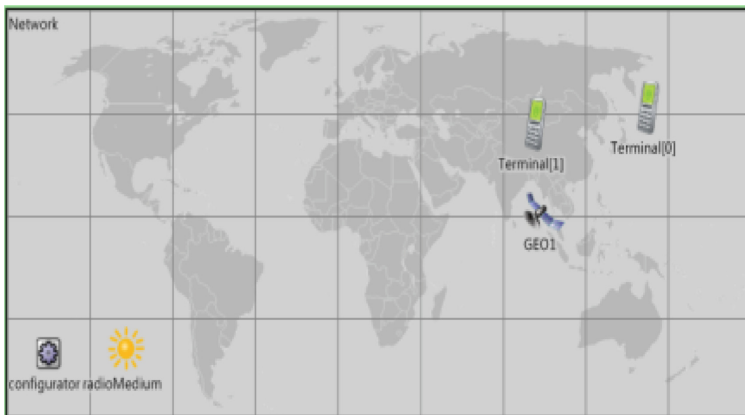 Network
Terminal[0]
Terminal[1]
GEO1
configurator
radioMedium